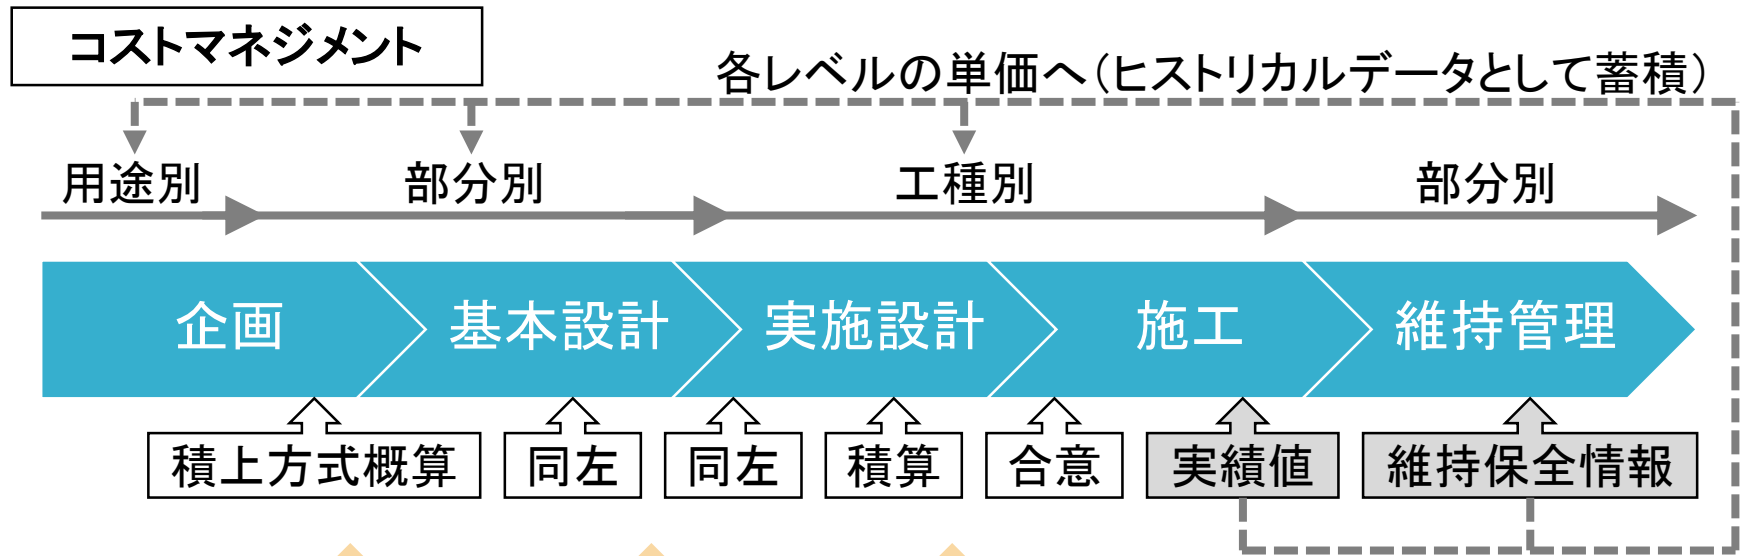 コストマネジメント
各レベルの単価へ（ヒストリカルデータとして蓄積）
用途別
部分別
工種別
部分別
企画
基本設計
実施設計
施工
維持管理
積上方式概算
同左
同左
積算
合意
実績値
維持保全情報